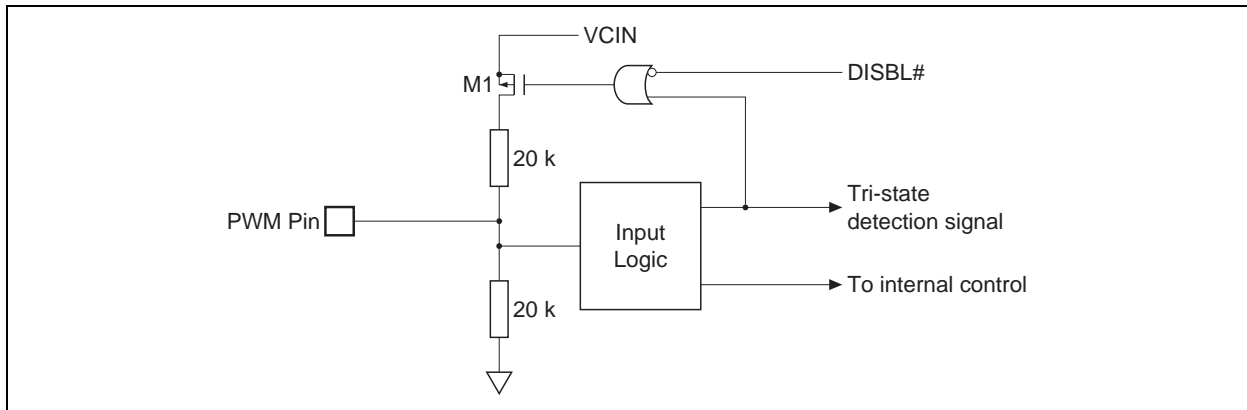 VCIN
M1
DISBL#
20 k
PWM Pin
Input
Logic
Tri-state
detection signal
To internal control
20 k